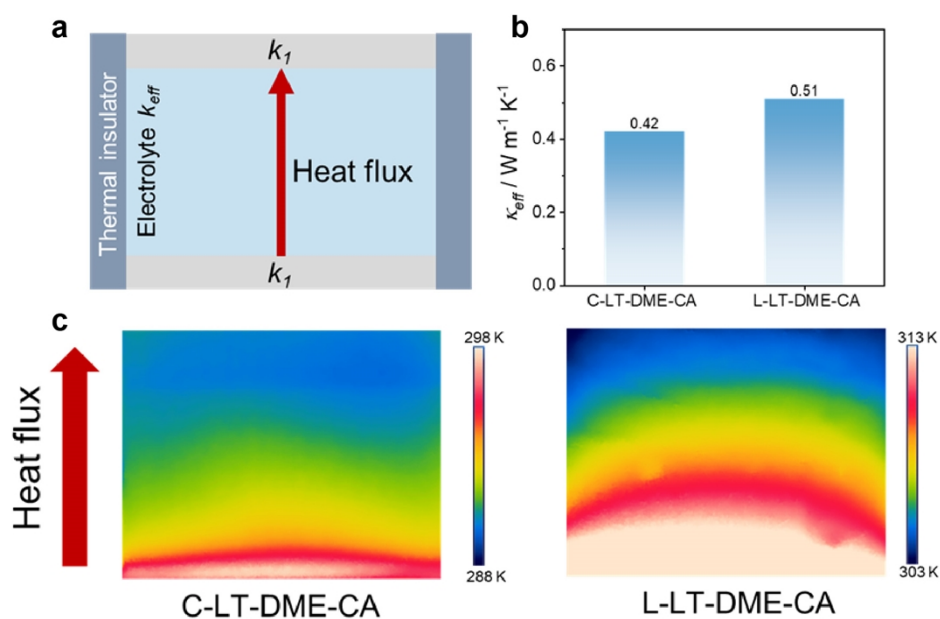 a
k₁
Thermal insulator
Electrolyte k_eff
Heat flux
k₁
b
κ_eff / W m⁻¹ K⁻¹
0.6
0.4
0.2
0.0
0.42
0.51
C-LT-DME-CA
L-LT-DME-CA
c
Heat flux
298 K
288 K
C-LT-DME-CA
313 K
303 K
L-LT-DME-CA